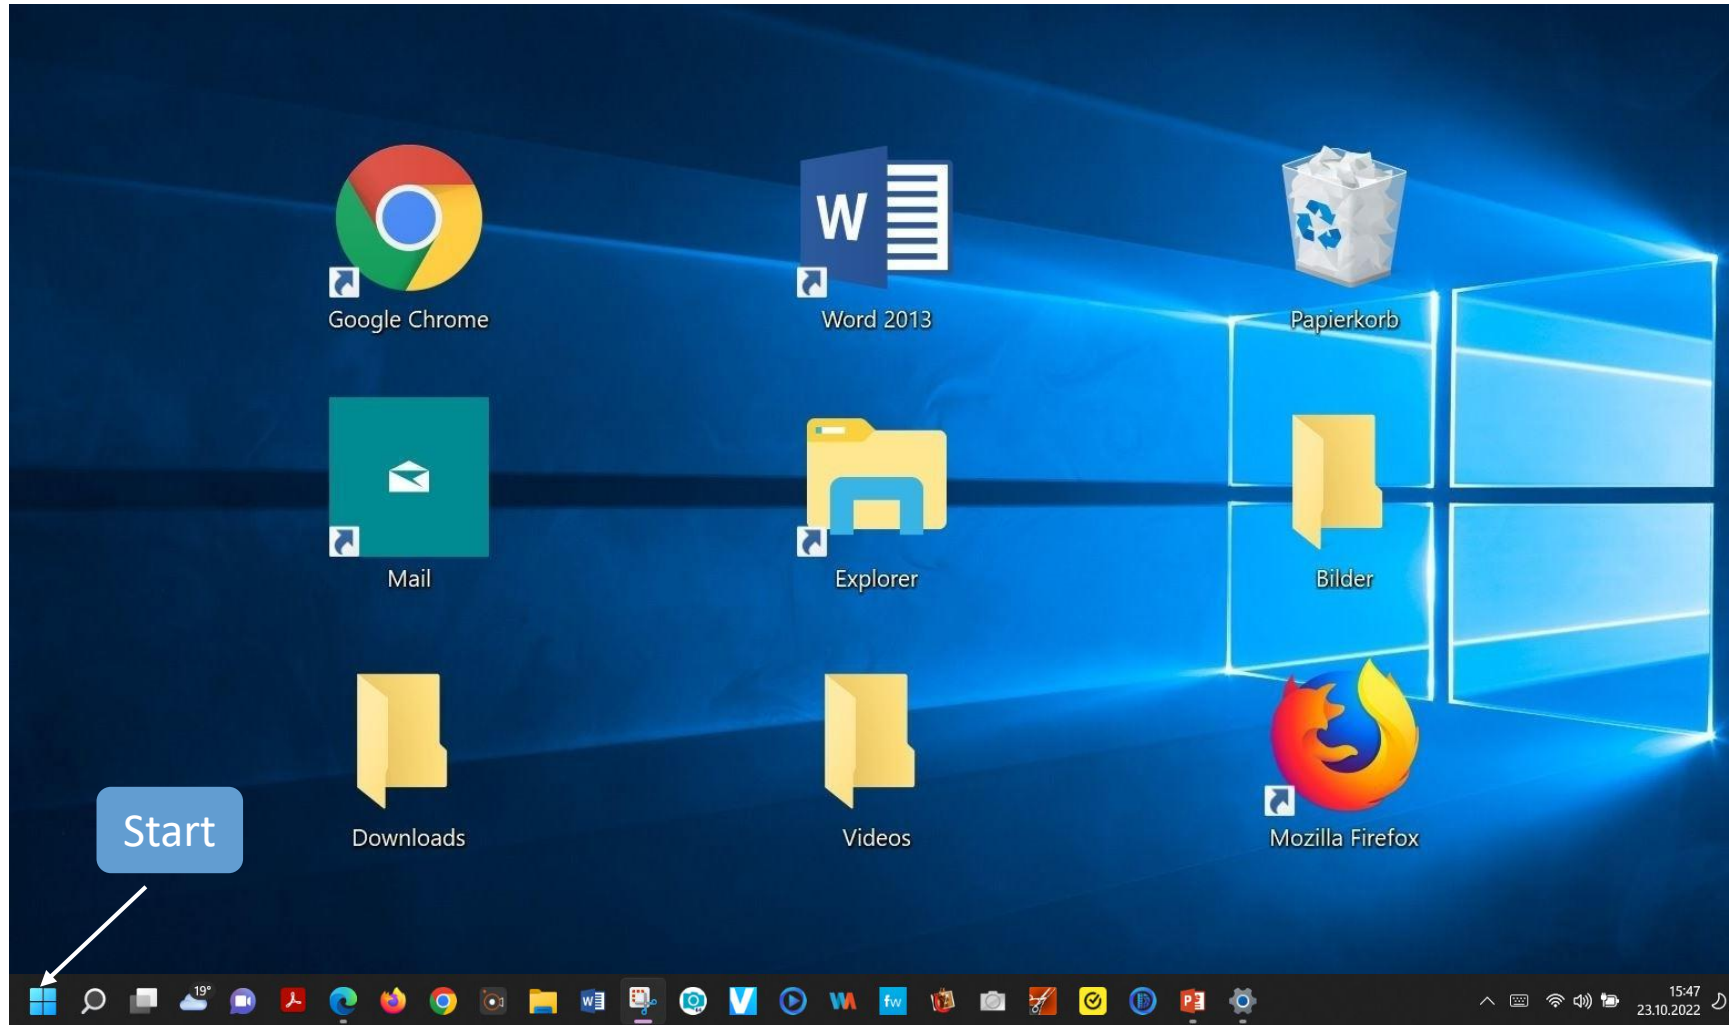 W
Google Chrome
Word 2013
Papierkorb
Mail
Explorer
Bilder
Start
Downloads
Videos
Mozilla Firefox
19°
fw
15:47
23.10.2022